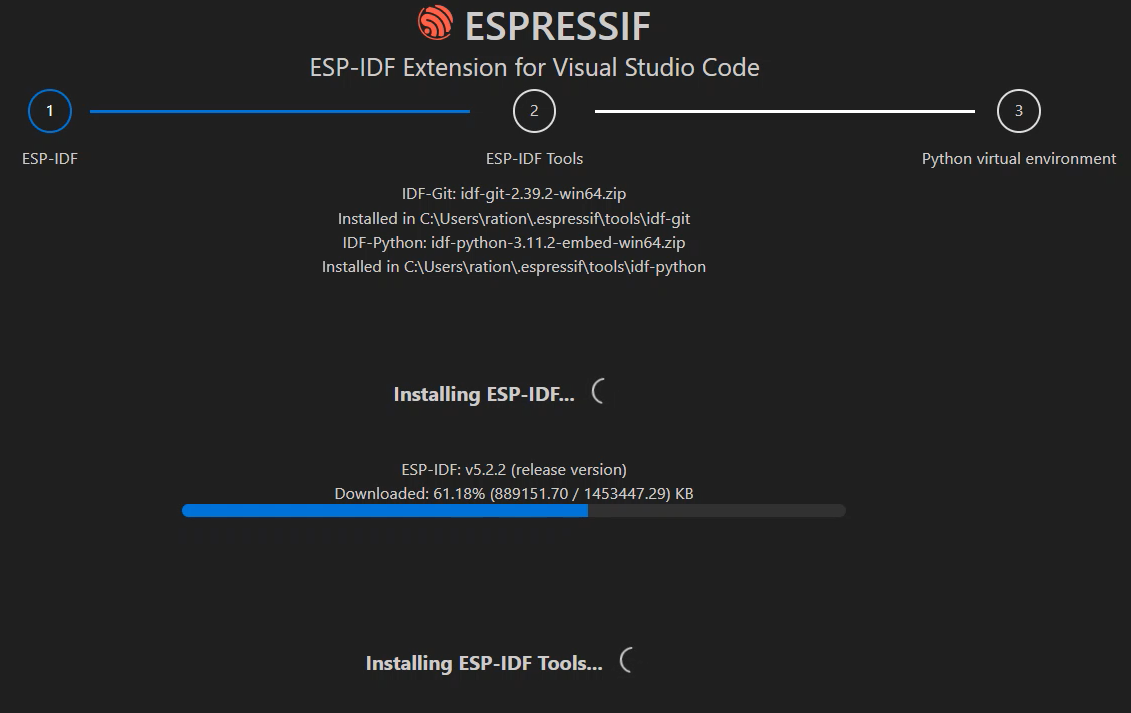 ESPRESSIF
ESP-IDF Extension for Visual Studio Code
1
2
3
ESP-IDF
ESP-IDF Tools
Python virtual environment
IDF-Git: idf-git-2.39.2-win64.zip
Installed in C:\Users\ration\.espressif\tools\idf-git
IDF-Python: idf-python-3.11.2-embed-win64.zip
Installed in C:\Users\ration\.espressif\tools\idf-python
Installing ESP-IDF...
ESP-IDF: v5.2.2 (release version)
Downloaded: 61.18% (889151.70 / 1453447.29) KB
Installing ESP-IDF Tools...